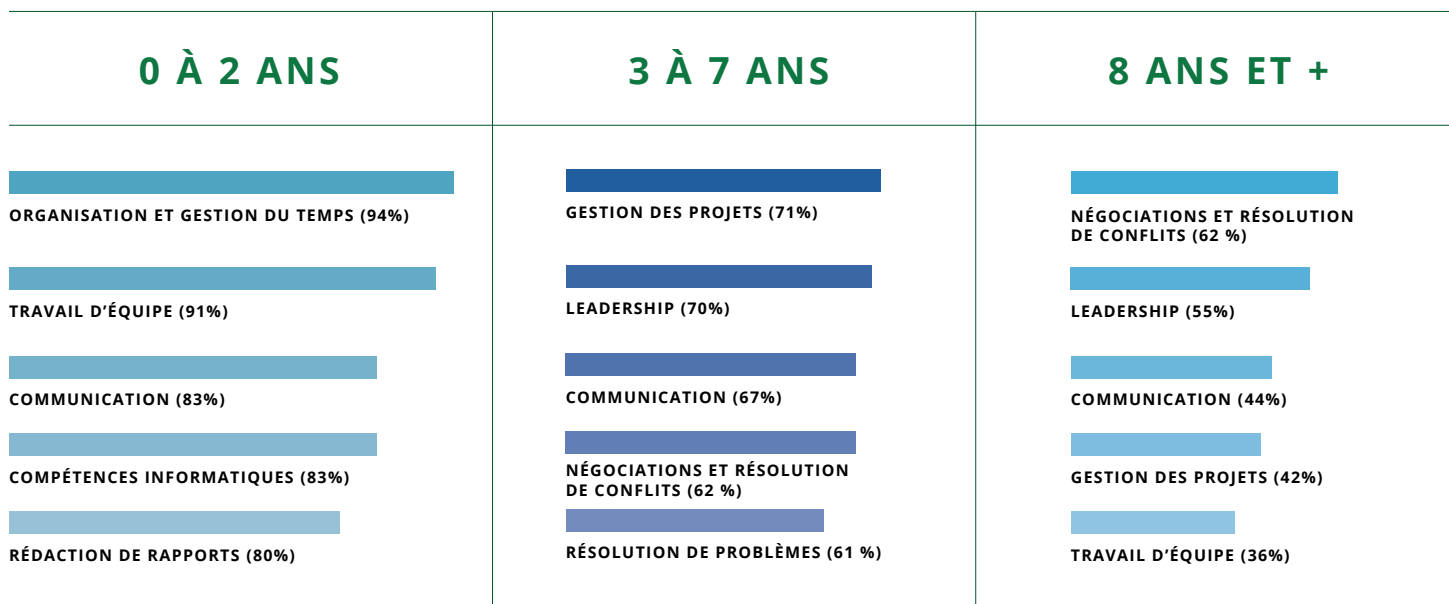 0 À 2 ANS
ORGANISATION ET GESTION DU TEMPS (94%)
TRAVAIL D’ÉQUIPE (91%)
COMMUNICATION (83%)
COMPÉTENCES INFORMATIQUES (83%)
RÉDACTION DE RAPPORTS (80%)
3 À 7 ANS
GESTION DES PROJETS (71%)
LEADERSHIP (70%)
COMMUNICATION (67%)
NÉGOCIATIONS ET RÉSOLUTION
DE CONFLITS (62 %)
RÉSOLUTION DE PROBLÈMES (61 %)
8 ANS ET +
NÉGOCIATIONS ET RÉSOLUTION
DE CONFLITS (62 %)
LEADERSHIP (55%)
COMMUNICATION (44%)
GESTION DES PROJETS (42%)
TRAVAIL D’ÉQUIPE (36%)